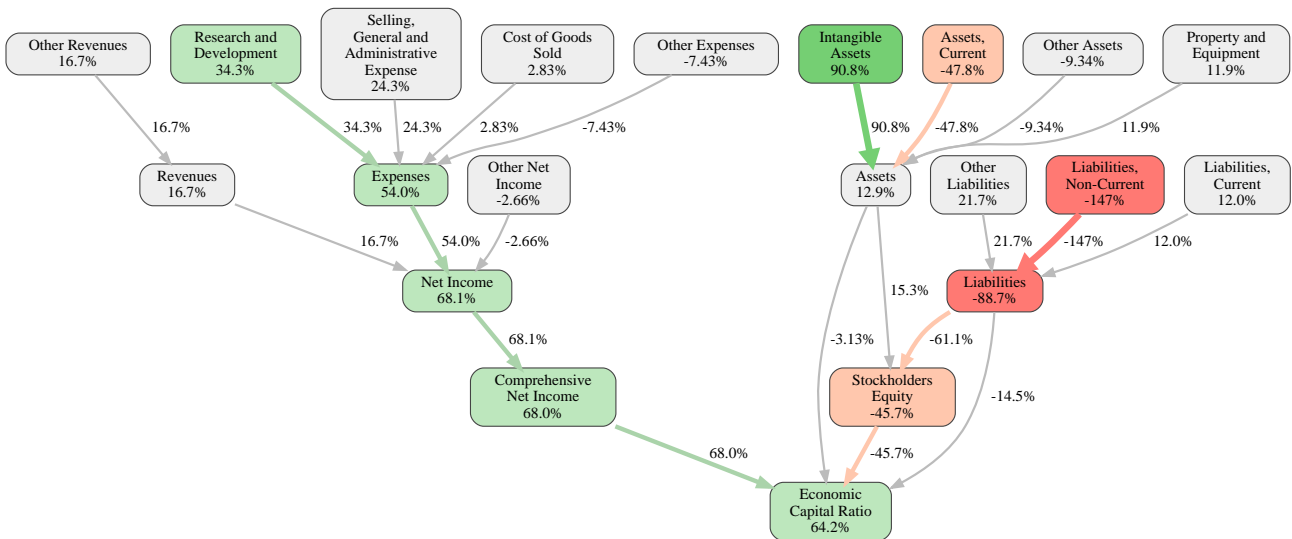 Other Revenues
16.7%
Research and
Development
34.3%
Selling,
General and
Administrative
Expense
24.3%
Cost of Goods
Sold
2.83%
Other Expenses
-7.43%
Intangible
Assets
90.8%
Assets,
Current
-47.8%
Other Assets
-9.34%
Property and
Equipment
11.9%
16.7%
34.3%
24.3%
2.83%
-7.43%
90.8%
-47.8%
-9.34%
11.9%
Revenues
16.7%
Expenses
54.0%
Other Net
Income
-2.66%
Assets
12.9%
Other
Liabilities
21.7%
Liabilities,
Non-Current
-147%
Liabilities,
Current
12.0%
16.7%
54.0%
-2.66%
21.7%
-147%
12.0%
Net Income
68.1%
15.3%
Liabilities
-88.7%
68.1%
-3.13%
-61.1%
Comprehensive
Net Income
68.0%
Stockholders
Equity
-45.7%
-14.5%
68.0%
-45.7%
Economic
Capital Ratio
64.2%